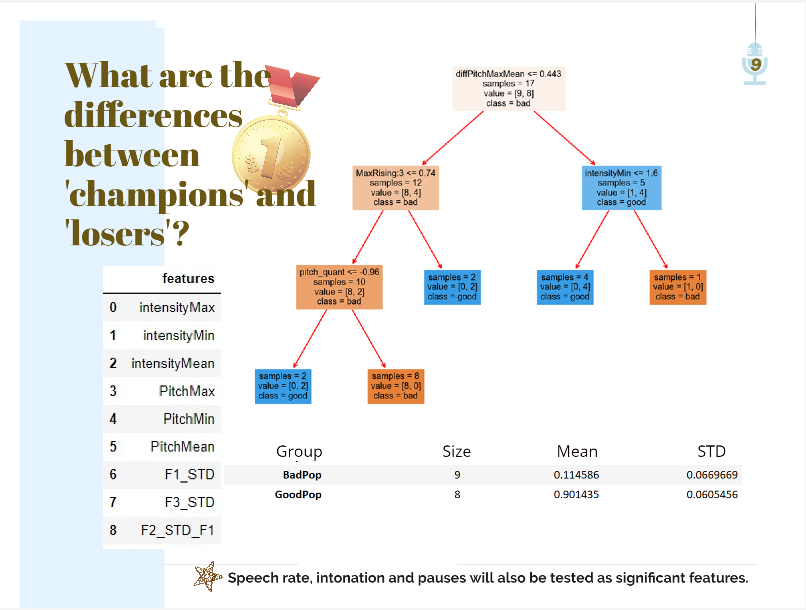 9
What are the
differences
between
'champions' and
'losers'?
1
diffPitchMaxMean <= 0.443
samples = 17
value = [9, 8]
class = bad
MaxRising:3 <= 0.74
samples = 12
value = [8, 4]
class = bad
intensityMin <= 1.6
samples = 5
value = [1, 4]
class = good
pitch_quant <= -0.96
samples = 10
value = [8, 2]
class = bad
samples = 2
value = [0, 2]
class = good
samples = 4
value = [0, 4]
class = good
samples = 1
value = [1, 0]
class = bad
samples = 2
value = [0, 2]
class = good
samples = 8
value = [8, 0]
class = bad
features
0 intensityMax
1 intensityMin
2 intensityMean
3 PitchMax
4 PitchMin
5 PitchMean
6 F1_STD
7 F3_STD
8 F2_STD_F1
Group Size Mean STD
BadPop 9 0.114586 0.0669669
GoodPop 8 0.901435 0.0605456
Speech rate, intonation and pauses will also be tested as significant features.